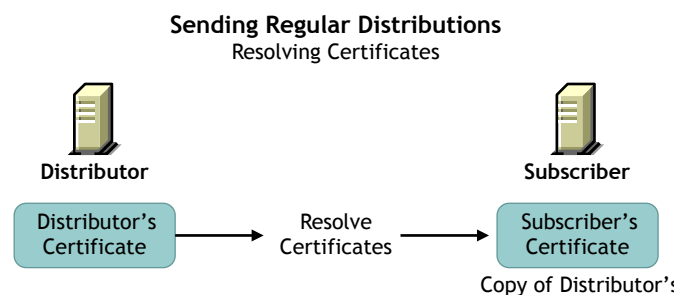 Sending Regular Distributions
Resolving Certificates
Distributor
Subscriber
Distributor's
Certificate
Resolve
Certificates
Subscriber's
Certificate
Copy of Distributor's